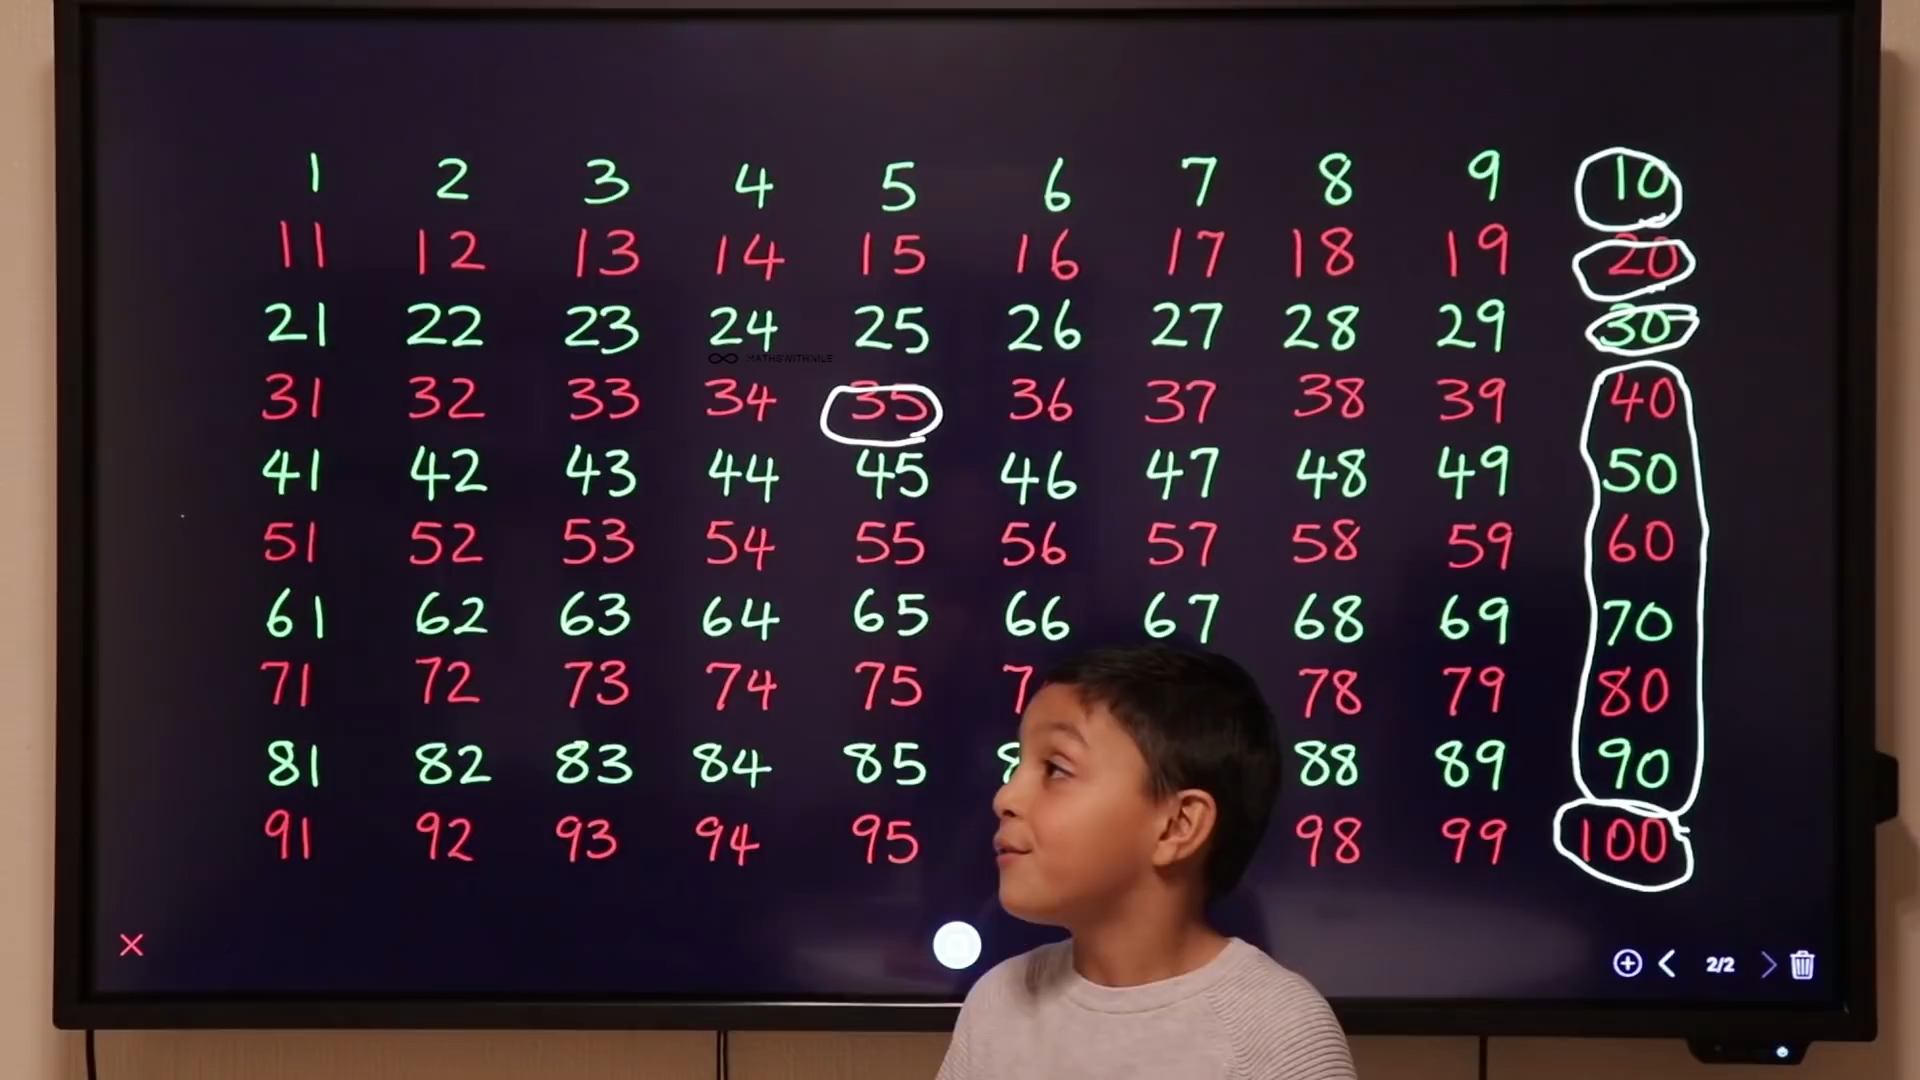 1 2 3 4 5 6 7 8 9 10
11 12 13 14 15 16 17 18 19 20
21 22 23 24 25 26 27 28 29 30
MATHSWITHNILE
31 32 33 34 35 36 37 38 39 40
41 42 43 44 45 46 47 48 49 50
51 52 53 54 55 56 57 58 59 60
61 62 63 64 65 66 67 68 69 70
71 72 73 74 75 78 79 80
81 82 83 84 85 88 89 90
91 92 93 94 95 98 99 100
2/2